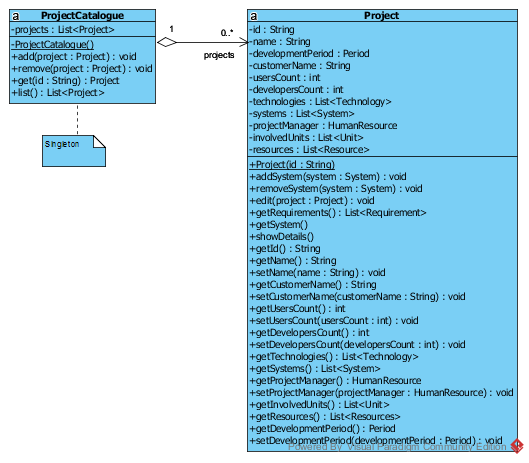 a
ProjectCatalogue
-projects : List<Project>
-ProjectCatalogue()
+add(project : Project) : void
+remove(project : Project) : void
+get(id : String) : Project
+list() : List<Project>
Singleton
1
0..*
projects
a
Project
-id : String
-name : String
-developmentPeriod : Period
-customerName : String
-usersCount : int
-developersCount : int
-technologies : List<Technology>
-systems : List<System>
-projectManager : HumanResource
-involvedUnits : List<Unit>
-resources : List<Resource>
+Project(id : String)
+addSystem(system : System) : void
+removeSystem(system : System) : void
+edit(project : Project) : void
+getRequirements() : List<Requirement>
+getSystem()
+showDetails()
+getId() : String
+getName() : String
+setName(name : String) : void
+getCustomerName() : String
+setCustomerName(customerName : String) : void
+getUsersCount() : int
+setUsersCount(usersCount : int) : void
+getDevelopersCount() : int
+setDevelopersCount(developersCount : int) : void
+getTechnologies() : List<Technology>
+getSystems() : List<System>
+getProjectManager() : HumanResource
+setProjectManager(projectManager : HumanResource) : void
+getInvolvedUnits() : List<Unit>
+getResources() : List<Resources>
+getDevelopmentPeriod() : Period
+setDevelopmentPeriod(developmentPeriod : Period) : void
Powered By Visual Paradigm Community Edition